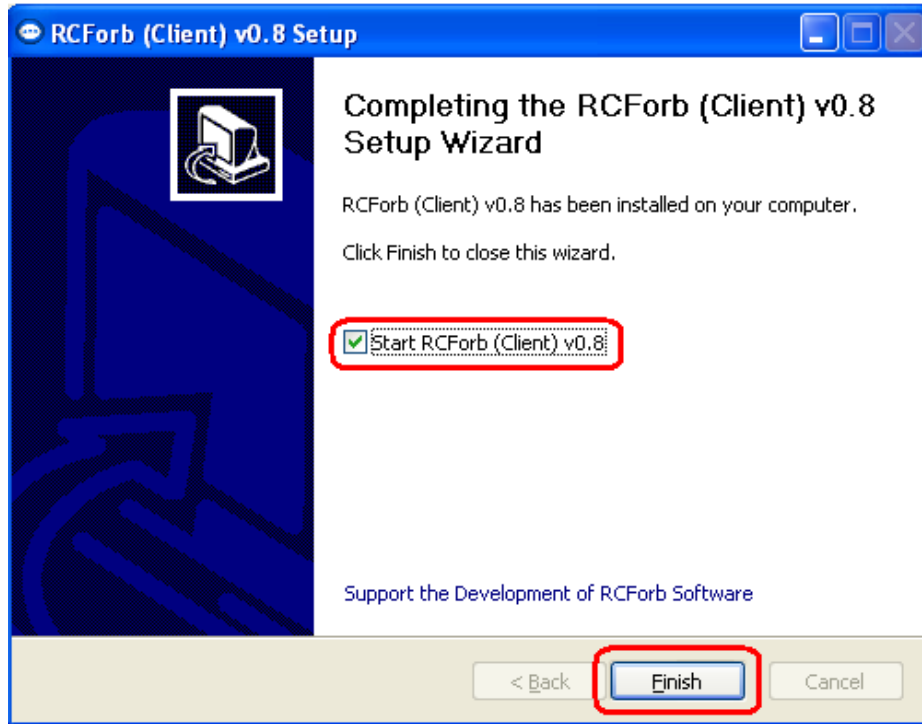 RCForb (Client) v0.8 Setup
Completing the RCForb (Client) v0.8
Setup Wizard
RCForb (Client) v0.8 has been installed on your computer.
Click Finish to close this wizard.
Start RCForb (Client) v0.8
Support the Development of RCForb Software
< Back
Finish
Cancel